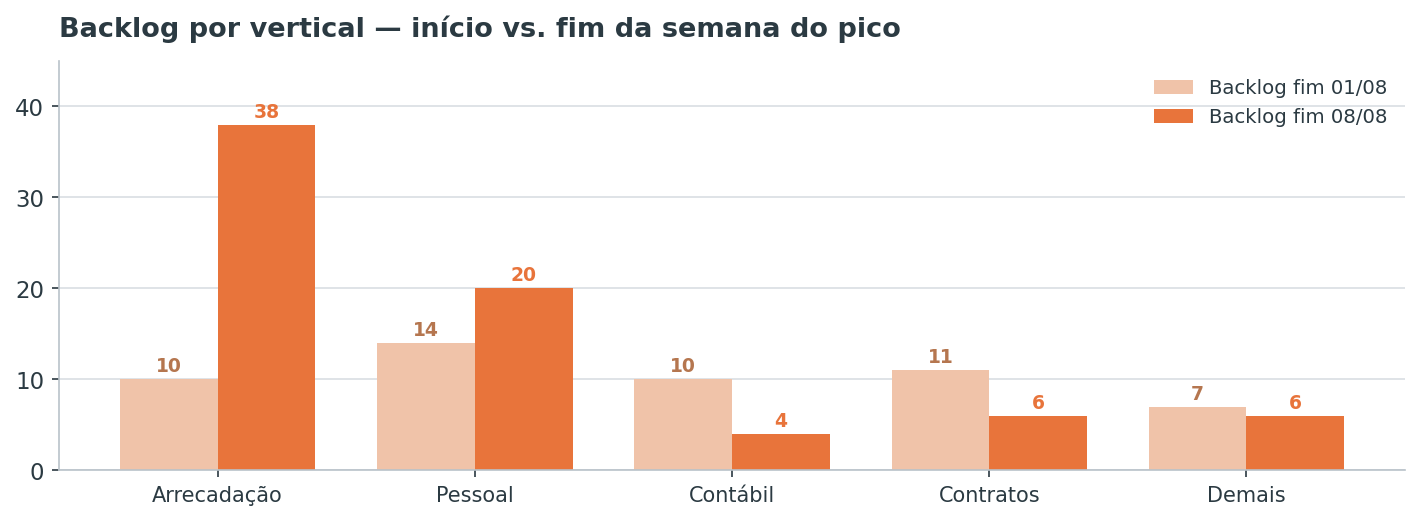 Backlog por vertical — início vs. fim da semana do pico
Backlog fim 01/08
Backlog fim 08/08
40
30
20
10
0
10
38
14
20
10
4
11
6
7
6
Arrecadação
Pessoal
Contábil
Contratos
Demais